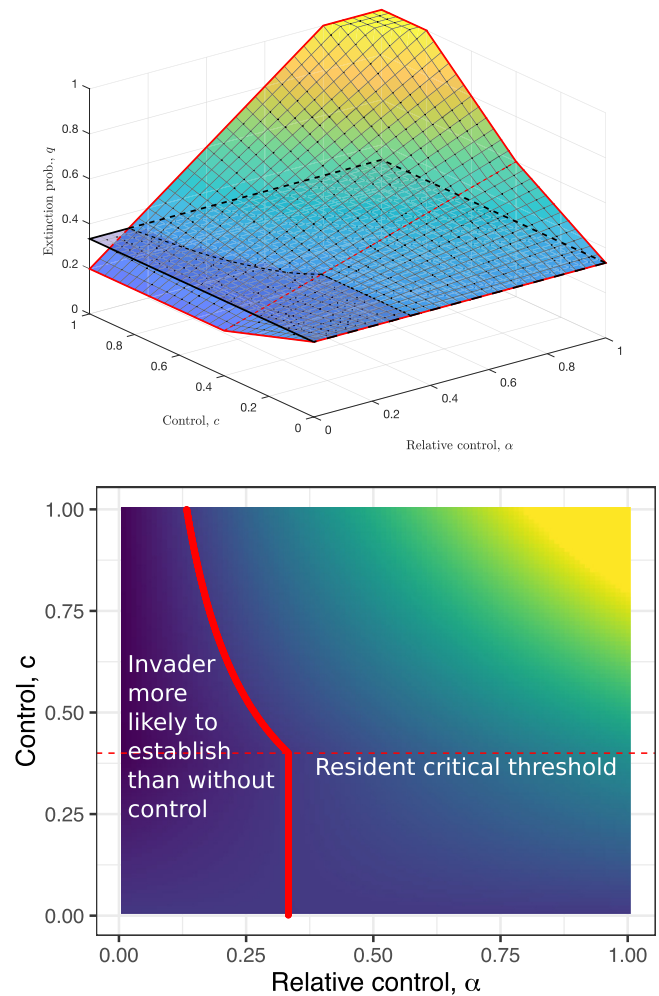 1
0.8
0.6
0.4
0.2
0
Extinction prob., q
1
0.8
0.6
0.4
0.2
0
Control, c
0
0.2
0.4
0.6
0.8
1
Relative control, α
1.00
0.75
0.50
0.25
0.00
Control, c
Invader
more
likely to
establish
than without
control
Resident critical threshold
0.00
0.25
0.50
0.75
1.00
Relative control, α